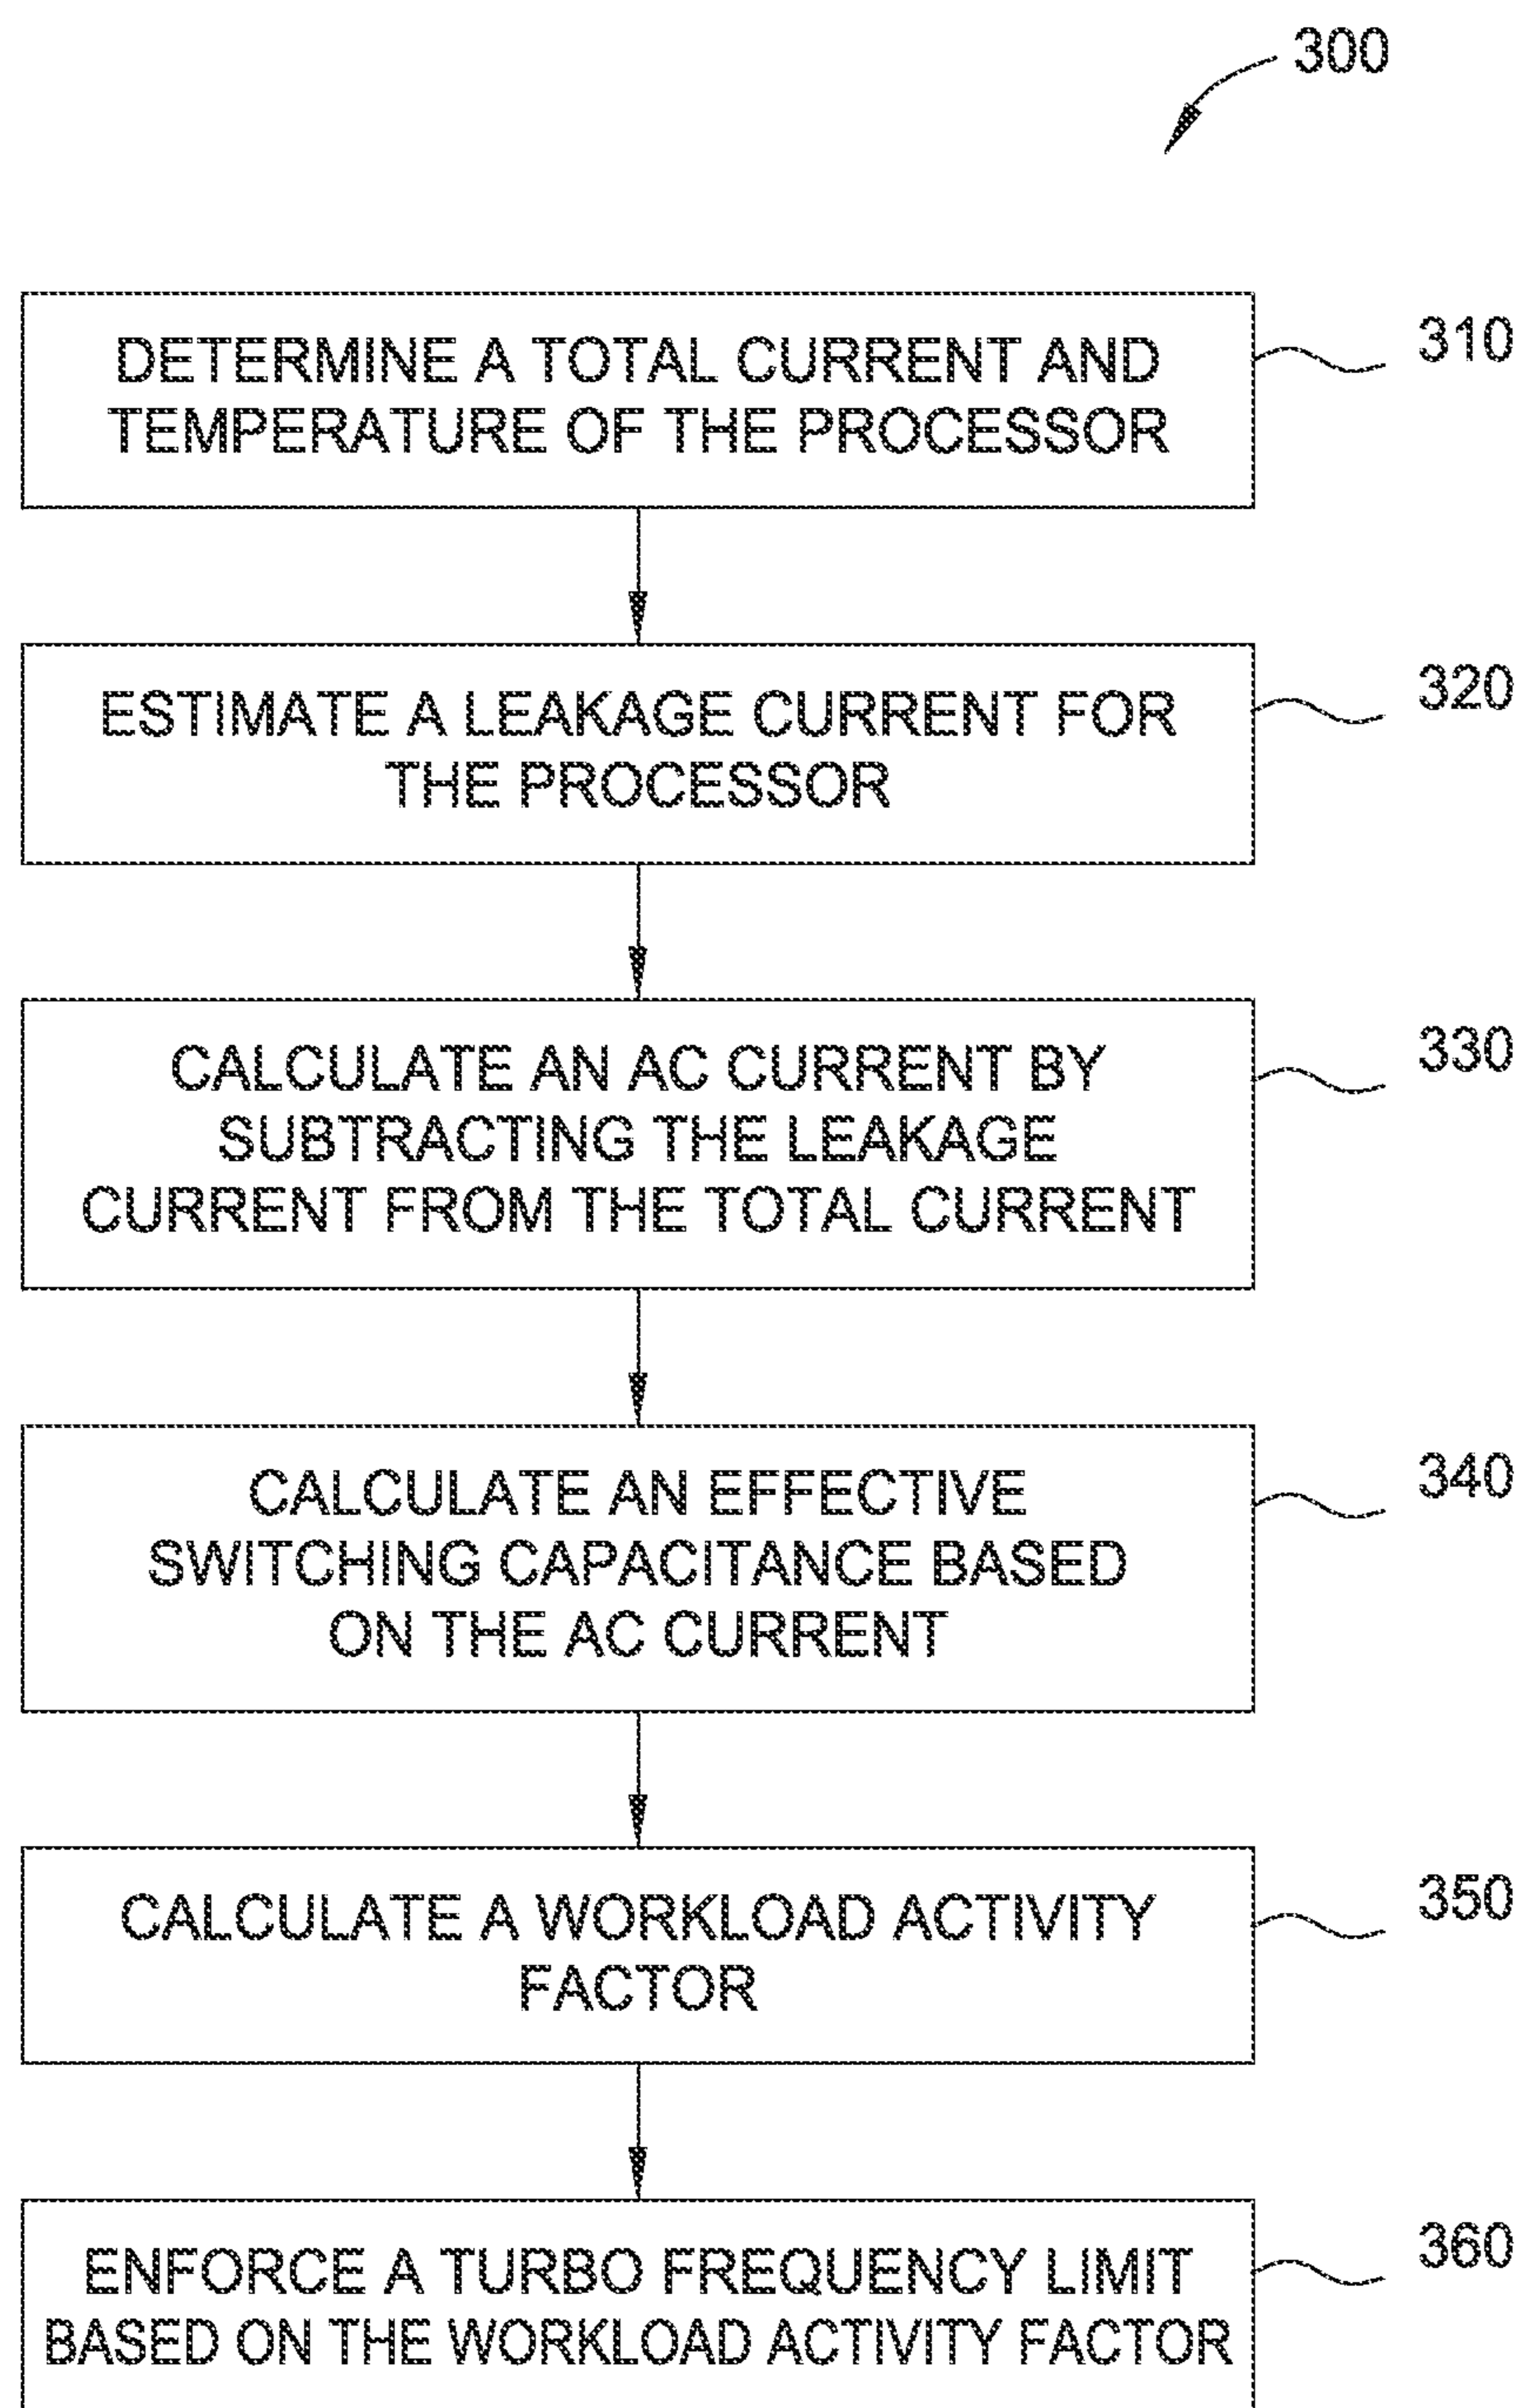 300
DETERMINE A TOTAL CURRENT AND
TEMPERATURE OF THE PROCESSOR
310
ESTIMATE A LEAKAGE CURRENT FOR
THE PROCESSOR
320
CALCULATE AN AC CURRENT BY
SUBTRACTING THE LEAKAGE
CURRENT FROM THE TOTAL CURRENT
330
CALCULATE AN EFFECTIVE
SWITCHING CAPACITANCE BASED
ON THE AC CURRENT
340
CALCULATE A WORKLOAD ACTIVITY
FACTOR
350
ENFORCE A TURBO FREQUENCY LIMIT
BASED ON THE WORKLOAD ACTIVITY FACTOR
360